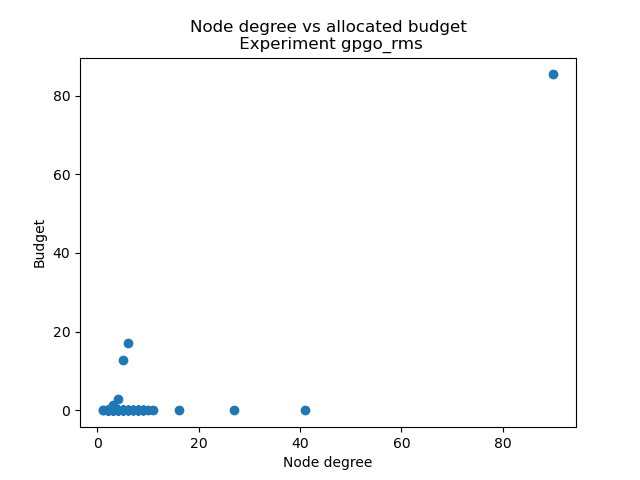 Node degree vs allocated budget
Experiment gpgo_rms
80
60
40
20
0
Budget
0 20 40 60 80
Node degree